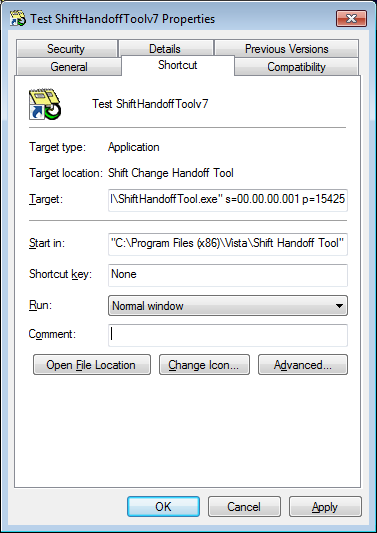 Test ShiftHandoffToolv7 Properties
Security Details Previous Versions
General Shortcut Compatibility
Test ShiftHandoffToolv7
Target type: Application
Target location: Shift Change Handoff Tool
Target: l\ShiftHandoffTool.exe" s=00.00.00.001 p=15425
Start in: "C:\Program Files (x86)\Vista\Shift Handoff Tool"
Shortcut key: None
Run: Normal window
Comment:
Open File Location Change Icon... Advanced...
OK Cancel Apply